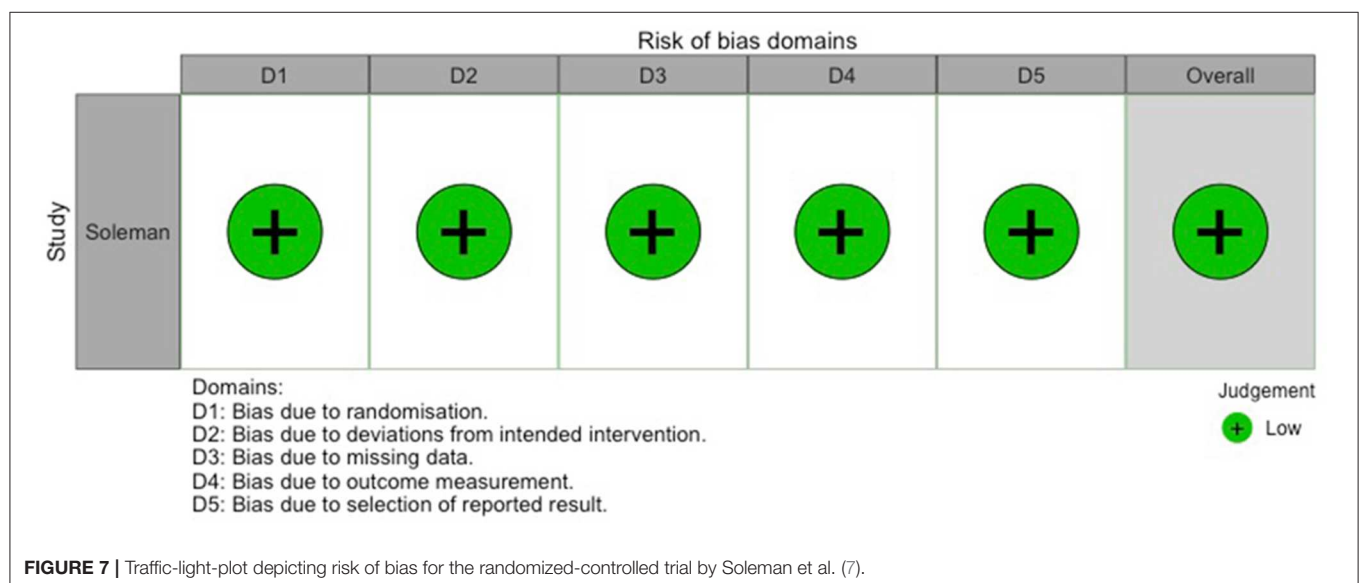 Risk of bias domains
D1 D2 D3 D4 D5 Overall
Study
Soleman + + + + + +
Domains:
D1: Bias due to randomisation.
D2: Bias due to deviations from intended intervention.
D3: Bias due to missing data.
D4: Bias due to outcome measurement.
D5: Bias due to selection of reported result.
Judgement
+ Low
FIGURE 7 | Traffic-light-plot depicting risk of bias for the randomized-controlled trial by Soleman et al. (7).